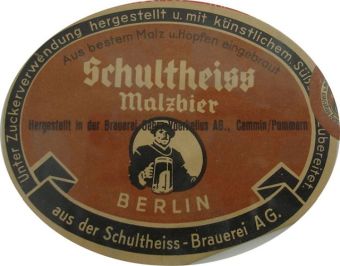 Unter Zuckerverwendung hergestellt u. mit künstlichem Süß zubereitet.
Aus bestem Malz u. Hopfen eingebraut
Schultheiss
Malzbier
Hergestellt in der Brauerei AG., Cammin/Pommern
BERLIN
aus der Schultheiss-Brauerei AG.